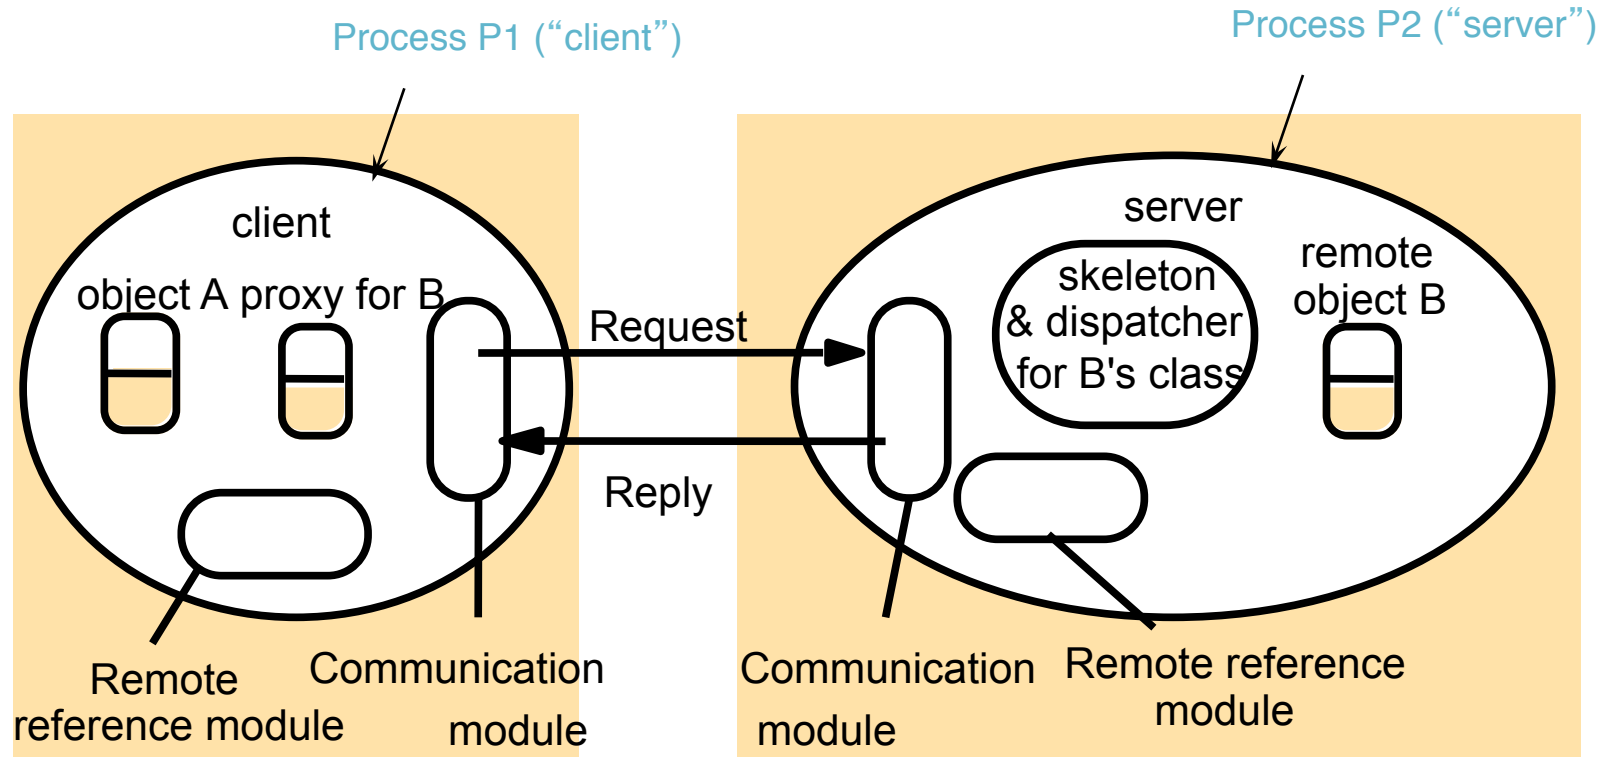 Process P1 (“client”)
Process P2 (“server”)
client
object A proxy for B
Request
Reply
server
skeleton
& dispatcher
for B's class
remote
object B
Remote
reference module
Communication
module
Communication
module
Remote reference
module